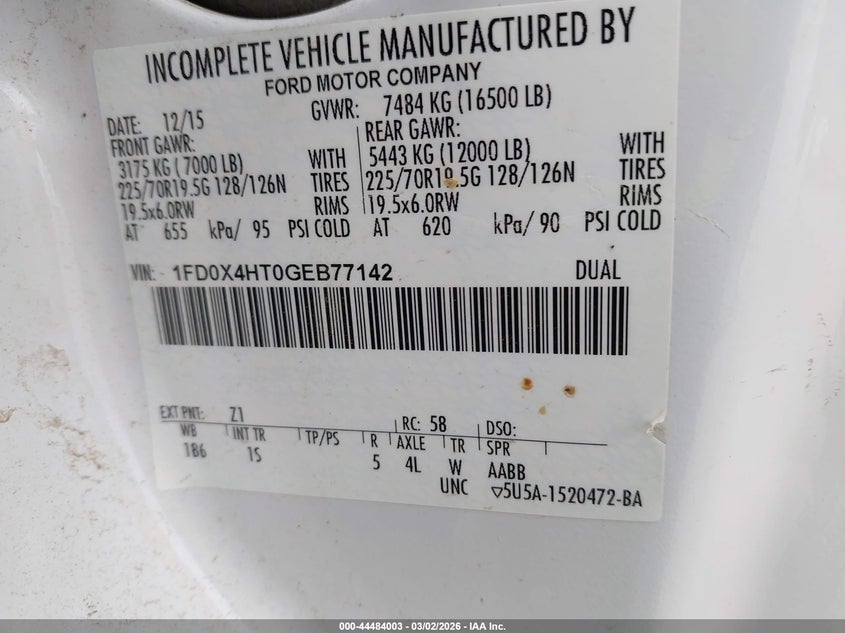 INCOMPLETE VEHICLE MANUFACTURED BY
FORD MOTOR COMPANY
DATE: 12/15 GVWR: 7484 KG (16500 LB)
FRONT GAWR: REAR GAWR:
3175 KG (7000 LB) WITH 5443 KG (12000 LB) WITH
225/70R19.5G 128/126N TIRES 225/70R19.5G 128/126N TIRES
19.5x6.0RW RIMS 19.5x6.0RW RIMS
AT 655 kPa/ 95 PSI COLD AT 620 kPa/ 90 PSI COLD
VIN: 1FD0X4HT0GEB77142 DUAL
EXT PNT: Z1 RC: 58 DSO:
WB INT TR TP/PS R AXLE TR SPR
186 1S 5 4L W AABB
UNC ▽5U5A-1520472-BA
000-44484003 — 03/02/2026 — IAA Inc.